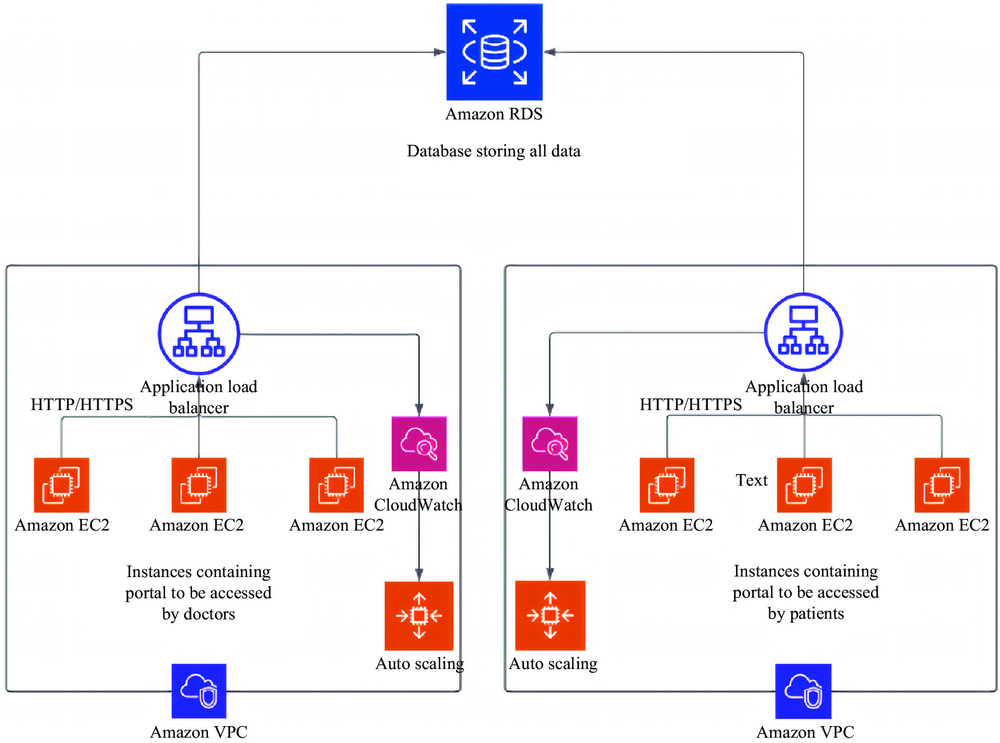 Amazon RDS
Database storing all data
Application load
balancer
HTTP/HTTPS
Amazon EC2
Amazon EC2
Amazon EC2
Amazon
CloudWatch
Instances containing
portal to be accessed
by doctors
Auto scaling
Amazon VPC
Application load
balancer
HTTP/HTTPS
Amazon
CloudWatch
Text
Amazon EC2
Amazon EC2
Amazon EC2
Instances containing
portal to be accessed
by patients
Auto scaling
Amazon VPC